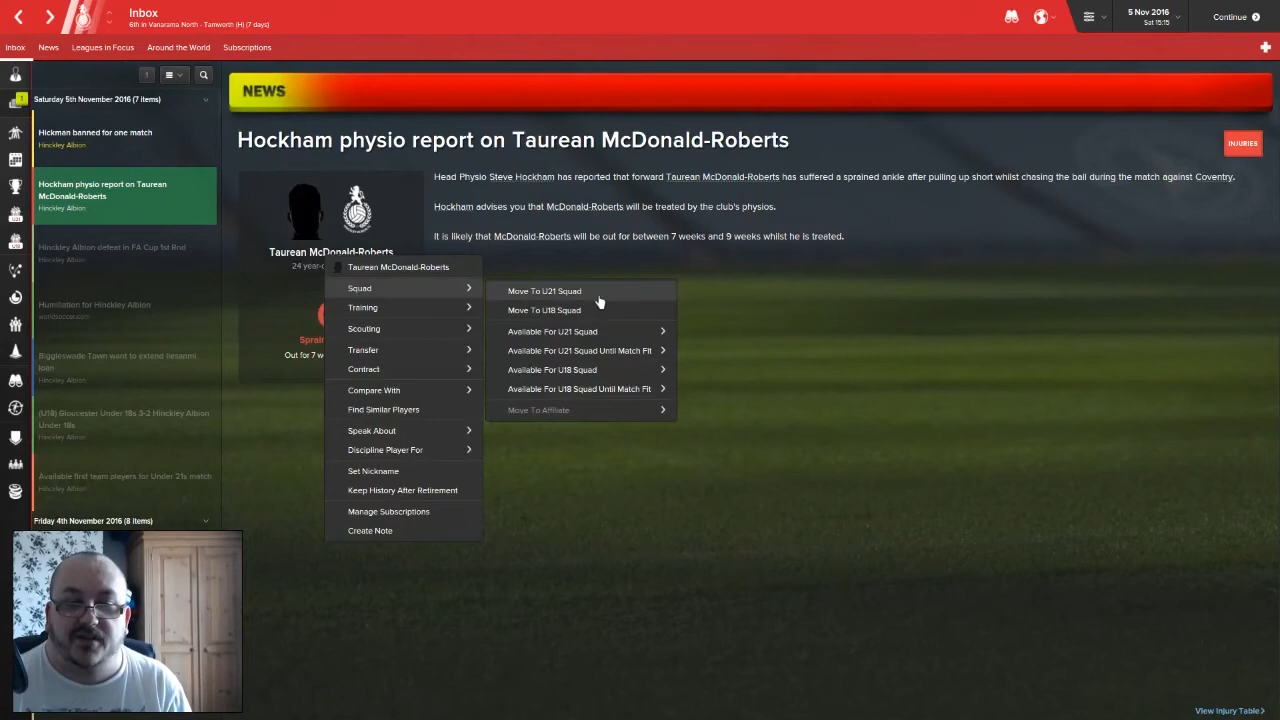 Inbox
6th in Vanarama North - Tamworth (H) (7 days)
5 Nov 2016
Sat 15:15
Continue
Inbox
News
Leagues in Focus
Around the World
Subscriptions
!
1
Saturday 5th November 2016 (7 items)
Hickman banned for one match
Hinckley Albion
Hockham physio report on Taurean
McDonald-Roberts
Hinckley Albion
Hinckley Albion defeat in FA Cup 1st Rnd
Hinckley Albion
Humiliation for Hinckley Albion
worldsoccer.com
Biggleswade Town want to extend Iiesanmi
loan
Hinckley Albion
(U18) Gloucester Under 18s 3-2 Hinckley Albion
Under 18s
Hinckley Albion
Available first team players for Under 21s match
Hinckley Albion
Friday 4th November 2016 (8 items)
U21
U18
NEWS
Hockham physio report on Taurean McDonald-Roberts
INJURIES
Head Physio Steve Hockham has reported that forward Taurean McDonald-Roberts has suffered a sprained ankle after pulling up short whilst chasing the ball during the match against Coventry.
Hockham advises you that McDonald-Roberts will be treated by the club's physios.
It is likely that McDonald-Roberts will be out for between 7 weeks and 9 weeks whilst he is treated.
Taurean McDonald-Roberts
24 year-o
Sprai
Out for 7 w
Taurean McDonald-Roberts
Squad
Training
Scouting
Transfer
Contract
Compare With
Find Similar Players
Speak About
Discipline Player For
Set Nickname
Keep History After Retirement
Manage Subscriptions
Create Note
Move To U21 Squad
Move To U18 Squad
Available For U21 Squad
Available For U21 Squad Until Match Fit
Available For U18 Squad
Available For U18 Squad Until Match Fit
Move To Affiliate
View Injury Table>